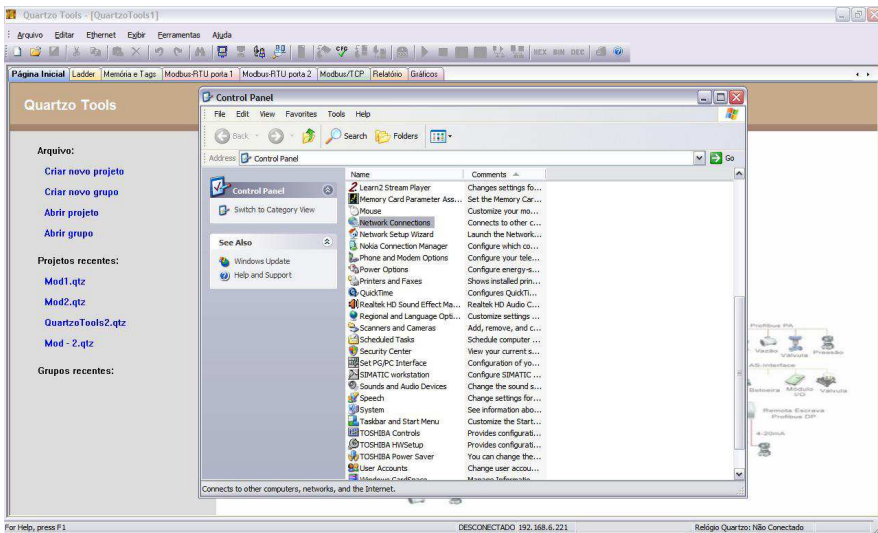 Quartzo Tools - [QuartzoTools1]
Arquivo Editar Ethernet Exibir Ferramentas Ajuda
CFG HEX BIN DEC
Página Inicial Ladder Memória e Tags Modbus-RTU porta 1 Modbus-RTU porta 2 Modbus/TCP Relatório Gráficos
Quartzo Tools
Arquivo:
Criar novo projeto
Criar novo grupo
Abrir projeto
Abrir grupo
Projetos recentes:
Mod1.qtz
Mod2.qtz
QuartzoTools2.qtz
Mod - 2.qtz
Grupos recentes:
Control Panel
File Edit View Favorites Tools Help
Back Search Folders
Address Control Panel Go
Control Panel
Switch to Category View
See Also
Windows Update
Help and Support
Name Comments
Learn2 Stream Player Changes settings fo...
Memory Card Parameter Ass... Set the Memory Car...
Mouse Customize your mo...
Network Connections Connects to other c...
Network Setup Wizard Launch the Network...
Nokia Connection Manager Configure which co...
Phone and Modem Options Configure your tele...
Power Options Configure energy-s...
Printers and Faxes Shows installed prin...
QuickTime Configures QuickTi...
Realtek HD Sound Effect Ma... Realtek HD Audio C...
Regional and Language Opti... Customize settings ...
Scanners and Cameras Add, remove, and c...
Scheduled Tasks Schedule computer ...
Security Center View your current s...
Set PG/PC Interface Configuration of yo...
SIMATIC workstation Configure SIMATIC ...
Sounds and Audio Devices Change the sound s...
Speech Change settings for...
System See information abo...
Taskbar and Start Menu Customize the Start...
TOSHIBA Controls Provides configurati...
TOSHIBA HWSetup Provides configurati...
TOSHIBA Power Saver You can change the...
User Accounts Change user accou...
Windows CardSpace Manage Informatio...
Connects to other computers, networks, and the Internet.
Profibus PA
Vazão Válvula Pressão
AS-Interface
Botoeira Módulo I/O Válvula
Remota Escrava
Profibus DP
4-20mA
For Help, press F1 DESCONECTADO 192.168.6.221 Relógio Quartzo: Não Conectado